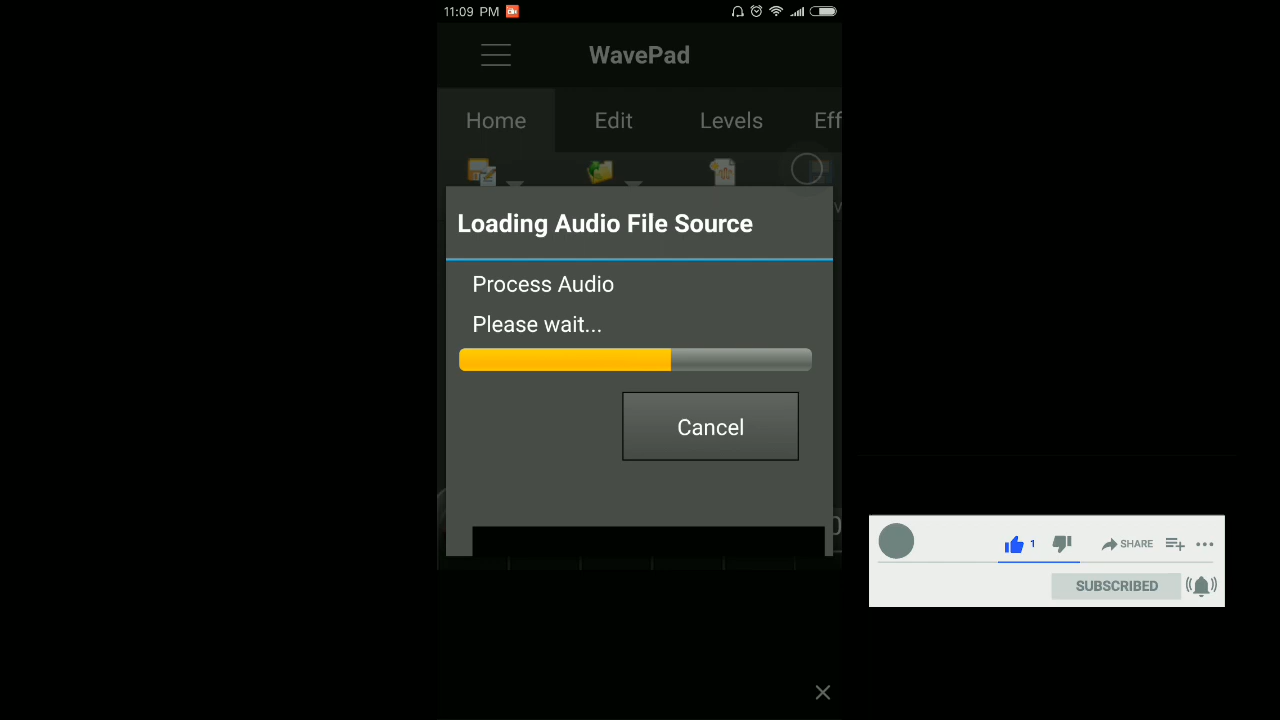 11:09 PM
WavePad
Home Edit Levels Eff
Loading Audio File Source
Process Audio
Please wait...
Cancel
1 SHARE
SUBSCRIBED